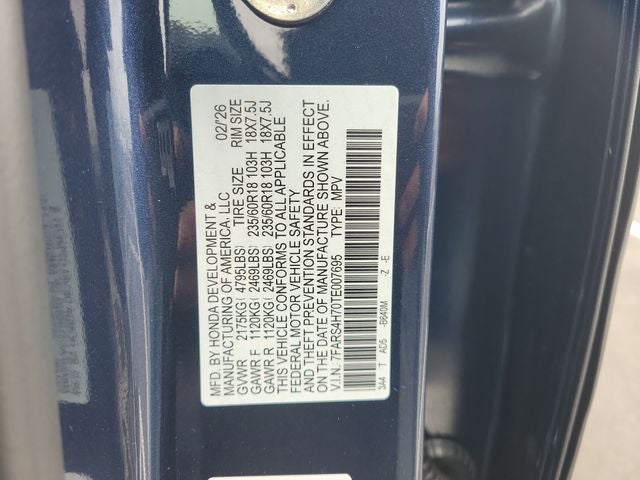 MFD. BY HONDA DEVELOPMENT &
MANUFACTURING OF AMERICA, LLC 02/'26
GVWR 2175KG( 4795LBS) TIRE SIZE RIM SIZE
GAWR F 1120KG( 2469LBS) 235/60R18 103H 18X7.5J
GAWR R 1120KG( 2469LBS) 235/60R18 103H 18X7.5J
THIS VEHICLE CONFORMS TO ALL APPLICABLE
FEDERAL MOTOR VEHICLE SAFETY
AND THEFT PREVENTION STANDARDS IN EFFECT
ON THE DATE OF MANUFACTURE SHOWN ABOVE.
V.I.N. 7FARS4H70TE007695 TYPE: MPV
3A4 T AD5 -B640M -Z -E